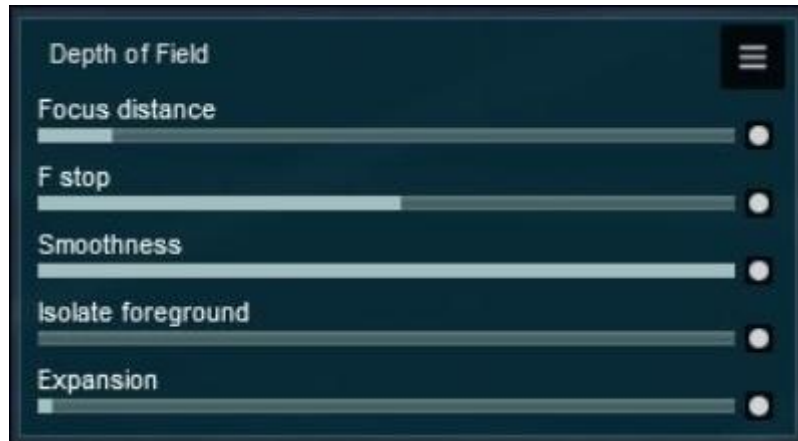 Depth of Field
Focus distance
F stop
Smoothness
Isolate foreground
Expansion